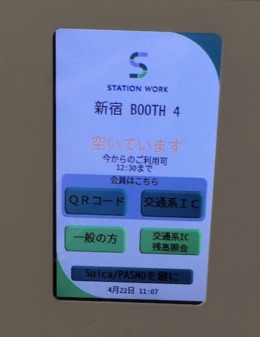 STATION WORK
新宿 BOOTH 4
空いています
今からのご利用可
12:30まで
会員はこちら
QRコード
交通系IC
一般の方
交通系IC
残高照会
Suica/PASMOを鍵に
4月22日 11:07